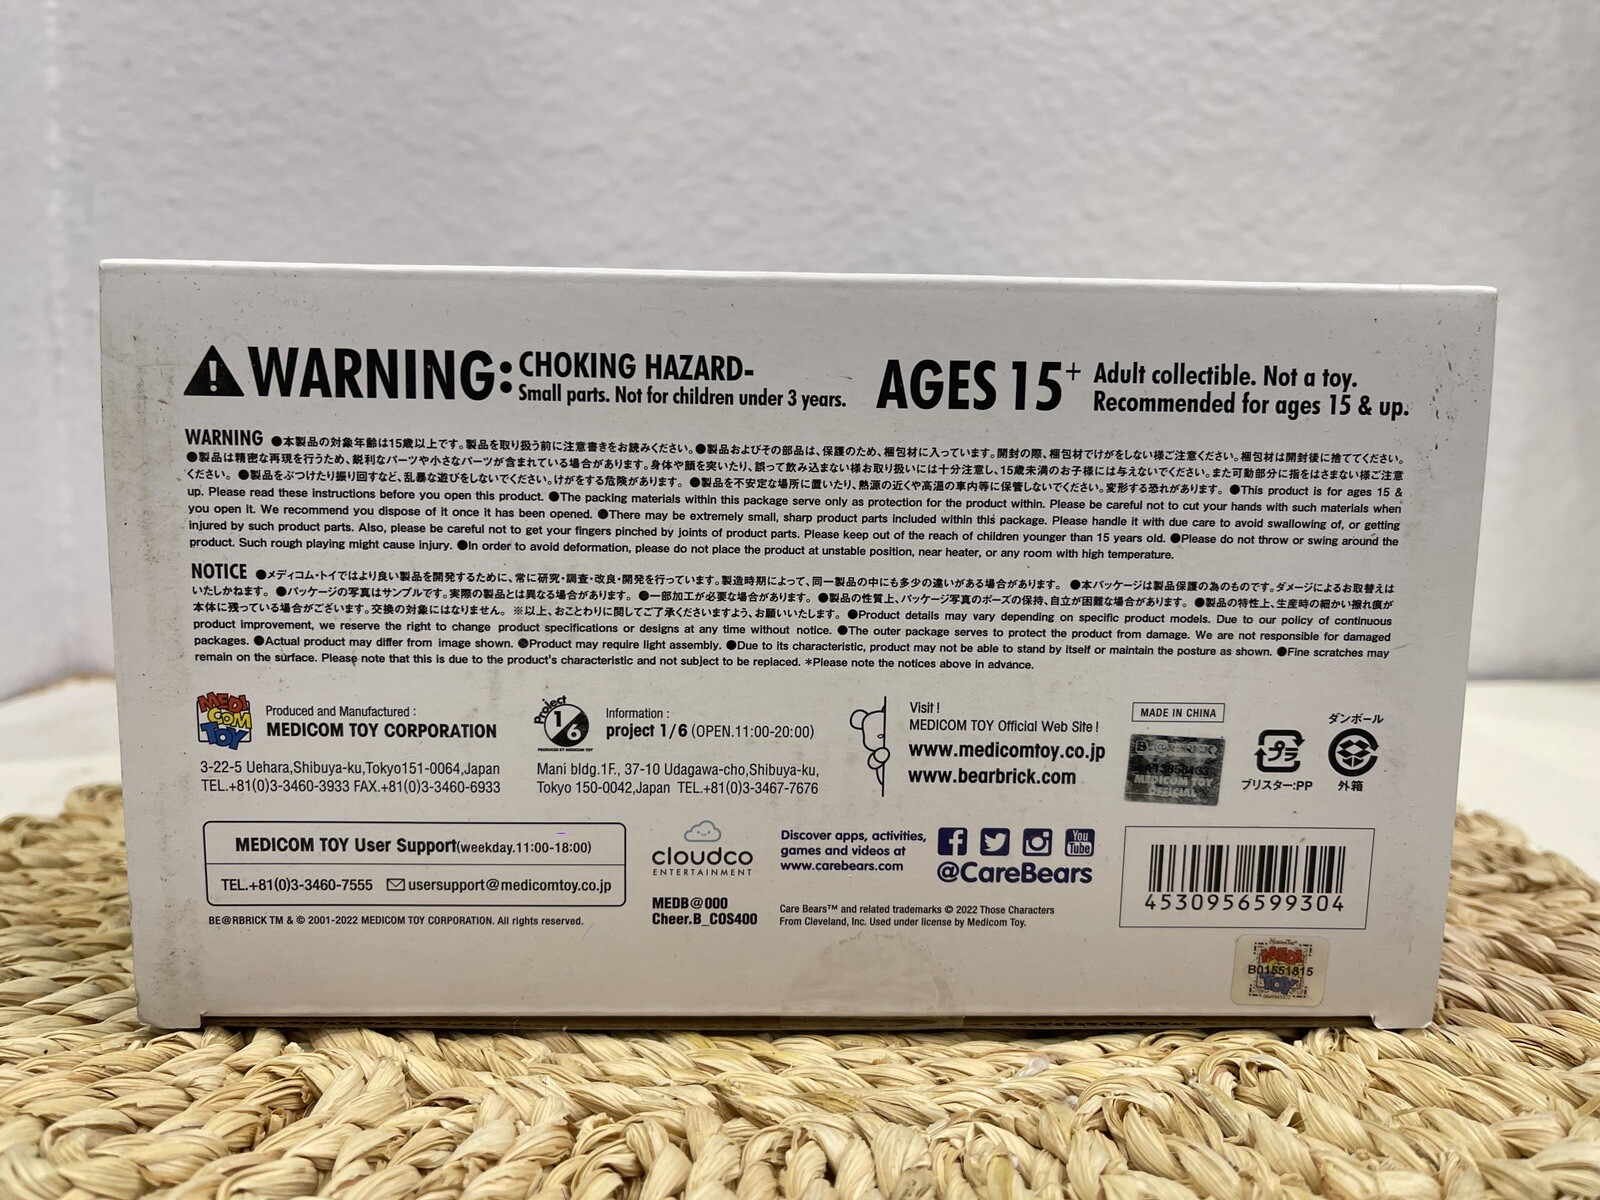 WARNING: CHOKING HAZARD-
Small parts. Not for children under 3 years.
AGES 15+ Adult collectible. Not a toy.
Recommended for ages 15 & up.
WARNING ●本製品の対象年齢は15歳以上です。製品を取り扱う前に注意書きをお読みください。●製品およびその部品は、保護のため、梱包材に入っています。開封の際、梱包材でけがをしない様ご注意ください。梱包材は開封後に捨ててください。
●製品は精密な再現を行うため、鋭利なパーツや小さなパーツが含まれている場合があります。身体や顔を突いたり、誤って飲み込まない様お取り扱いには十分注意し、15歳未満のお子様には与えないでください。また可動部分に指をはさまない様ご注意
ください。●製品をぶつけたり振り回すなど、乱暴な遊びをしないでください。けがをする危険があります。●製品を不安定な場所に置いたり、熱源の近くや高温の車内等に保管しないでください。変形する恐れがあります。●This product is for ages 15 &
up. Please read these instructions before you open this product. ●The packing materials within this package serve only as protection for the product within. Please be careful not to cut your hands with such materials when
you open it. We recommend you dispose of it once it has been opened. ●There may be extremely small, sharp product parts included within this package. Please handle it with due care to avoid swallowing of, or getting
injured by such product parts. Also, please be careful not to get your fingers pinched by joints of product parts. Please keep out of the reach of children younger than 15 years old. ●Please do not throw or swing around the
product. Such rough playing might cause injury. ●In order to avoid deformation, please do not place the product at unstable position, near heater, or any room with high temperature.
NOTICE ●メディコム・トイではより良い製品を開発するために、常に研究・調査・改良・開発を行っています。製造時期によって、同一製品の中にも多少の違いがある場合があります。●本パッケージは製品保護の為のものです。ダメージによるお取替えは
いたしかねます。●パッケージの写真はサンプルです。実際の製品とは異なる場合があります。●一部加工が必要な場合があります。●製品の性質上、パッケージ写真のポーズの保持、自立が困難な場合があります。●製品の特性上、生産時の細かい擦れ痕が
本体に残っている場合がございます。交換の対象にはなりません。※以上、おことわりに関してご了承くださいますよう、お願いいたします。●Product details may vary depending on specific product models. Due to our policy of continuous
product improvement, we reserve the right to change product specifications or designs at any time without notice. ●The outer package serves to protect the product from damage. We are not responsible for damaged
packages. ●Actual product may differ from image shown. ●Product may require light assembly. ●Due to its characteristic, product may not be able to stand by itself or maintain the posture as shown. ●Fine scratches may
remain on the surface. Please note that this is due to the product's characteristic and not subject to be replaced. *Please note the notices above in advance.
MEDI COM TOY
Produced and Manufactured :
MEDICOM TOY CORPORATION
3-22-5 Uehara,Shibuya-ku,Tokyo151-0064,Japan
TEL.+81(0)3-3460-3933 FAX.+81(0)3-3460-6933
Project 1/6
PRODUCED BY MEDICOM TOY
Information :
project 1/6 (OPEN.11:00-20:00)
Mani bldg.1F., 37-10 Udagawa-cho,Shibuya-ku,
Tokyo 150-0042,Japan TEL.+81(0)3-3467-7676
Visit !
MEDICOM TOY Official Web Site !
www.medicomtoy.co.jp
www.bearbrick.com
MADE IN CHINA
BE@RBRICK
MEDICOM TOY
OFFICIAL
プラ
ブリスター:PP
ダンボール
外箱
MEDICOM TOY User Support(weekday.11:00-18:00)
TEL.+81(0)3-3460-7555 usersupport@medicomtoy.co.jp
BE@RBRICK TM & © 2001-2022 MEDICOM TOY CORPORATION. All rights reserved.
cloudco
ENTERTAINMENT
MEDB@000
Cheer.B_COS400
Discover apps, activities,
games and videos at
www.carebears.com
You Tube
@CareBears
Care Bears™ and related trademarks © 2022 Those Characters
From Cleveland, Inc. Used under license by Medicom Toy.
4530956599304
MEDI
B01551815
TOY